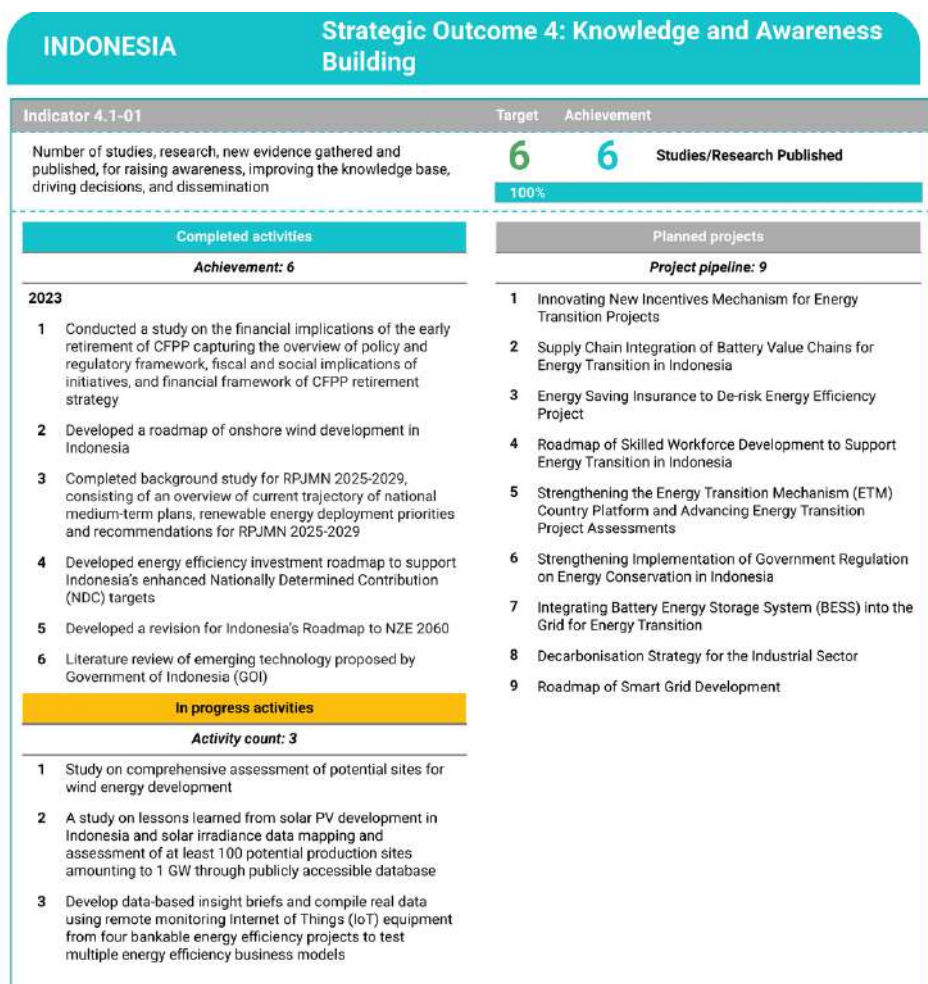 INDONESIA
Strategic Outcome 4: Knowledge and Awareness
Building
Indicator 4.1-01
Target
Achievement
Number of studies, research, new evidence gathered and
published, for raising awareness, improving the knowledge base,
driving decisions, and dissemination
6
6
Studies/Research Published
100%
Completed activities
Achievement: 6
2023
1 Conducted a study on the financial implications of the early
retirement of CFPP capturing the overview of policy and
regulatory framework, fiscal and social implications of
initiatives, and financial framework of CFPP retirement
strategy
2 Developed a roadmap of onshore wind development in
Indonesia
3 Completed background study for RPJMN 2025-2029,
consisting of an overview of current trajectory of national
medium-term plans, renewable energy deployment priorities
and recommendations for RPJMN 2025-2029
4 Developed energy efficiency investment roadmap to support
Indonesia's enhanced Nationally Determined Contribution
(NDC) targets
5 Developed a revision for Indonesia's Roadmap to NZE 2060
6 Literature review of emerging technology proposed by
Government of Indonesia (GOI)
In progress activities
Activity count: 3
1 Study on comprehensive assessment of potential sites for
wind energy development
2 A study on lessons learned from solar PV development in
Indonesia and solar irradiance data mapping and
assessment of at least 100 potential production sites
amounting to 1 GW through publicly accessible database
3 Develop data-based insight briefs and compile real data
using remote monitoring Internet of Things (IoT) equipment
from four bankable energy efficiency projects to test
multiple energy efficiency business models
Planned projects
Project pipeline: 9
1 Innovating New Incentives Mechanism for Energy
Transition Projects
2 Supply Chain Integration of Battery Value Chains for
Energy Transition in Indonesia
3 Energy Saving Insurance to De-risk Energy Efficiency
Project
4 Roadmap of Skilled Workforce Development to Support
Energy Transition in Indonesia
5 Strengthening the Energy Transition Mechanism (ETM)
Country Platform and Advancing Energy Transition
Project Assessments
6 Strengthening Implementation of Government Regulation
on Energy Conservation in Indonesia
7 Integrating Battery Energy Storage System (BESS) into the
Grid for Energy Transition
8 Decarbonisation Strategy for the Industrial Sector
9 Roadmap of Smart Grid Development